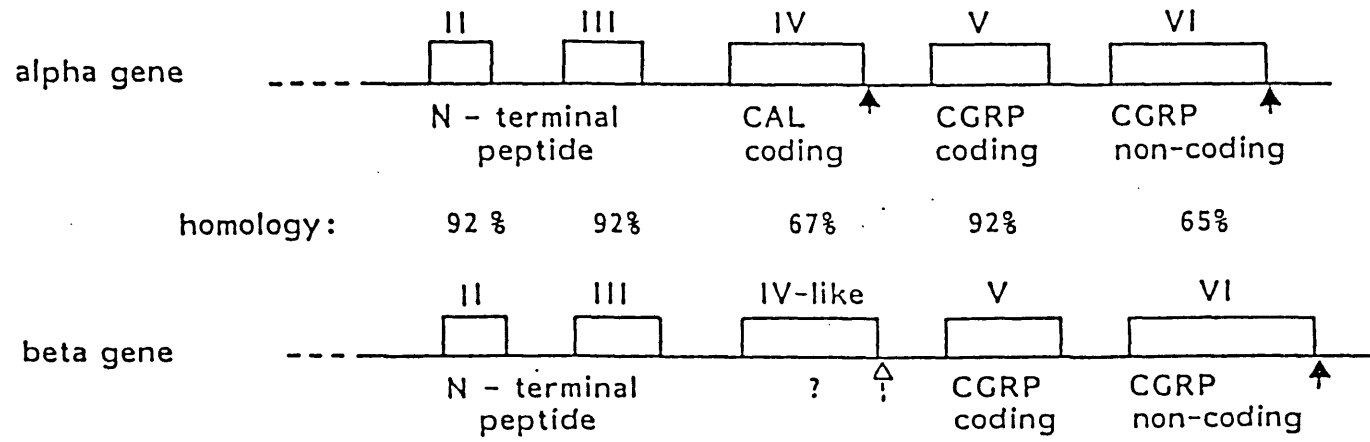 II III IV V VI
alpha gene
N - terminal CAL CGRP CGRP
peptide coding coding non-coding
homology: 92 % 92% 67% 92% 65%
II III IV-like V VI
beta gene
N - terminal ? CGRP CGRP
peptide coding non-coding